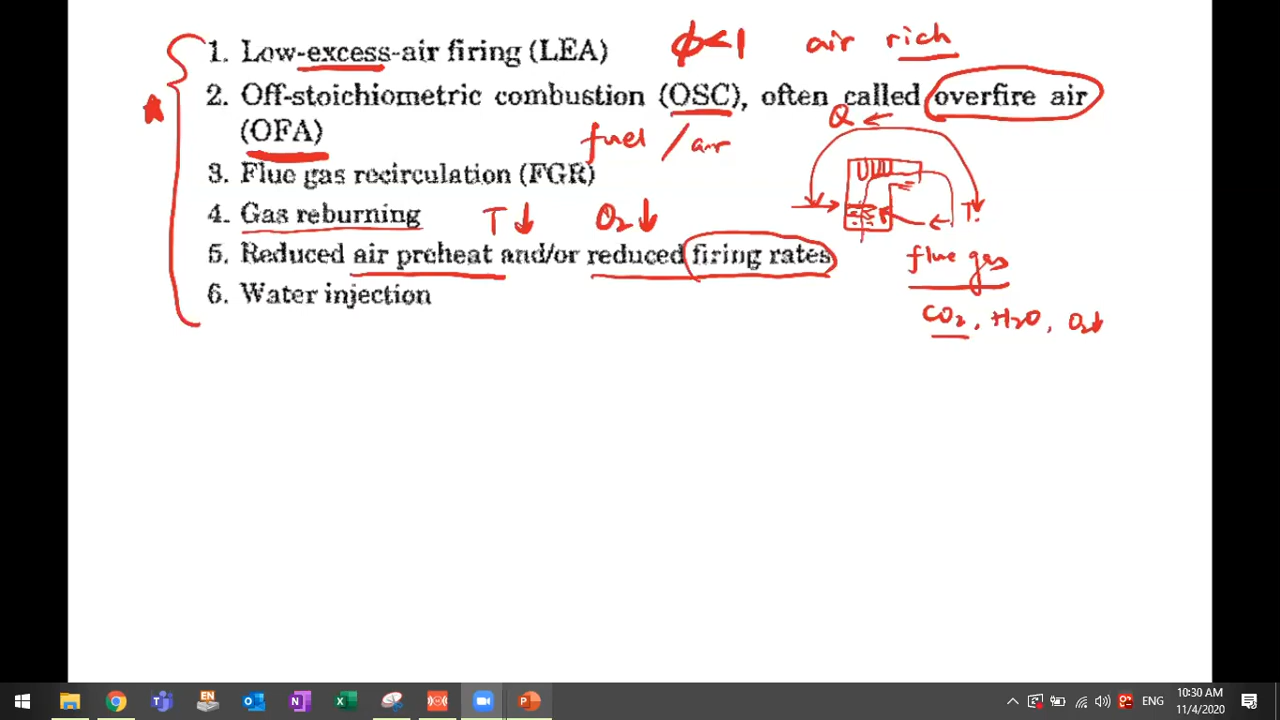 1. Low-excess-air firing (LEA) ϕ<1 air rich
2. Off-stoichiometric combustion (OSC), often called overfire air
(OFA) fuel / air Q
3. Flue gas recirculation (FGR)
4. Gas reburning T↓ O₂↓ T
5. Reduced air preheat and/or reduced firing rates flue gas
6. Water injection
CO₂, H₂O, O₂↓
EN
ENG
10:30 AM
11/4/2020